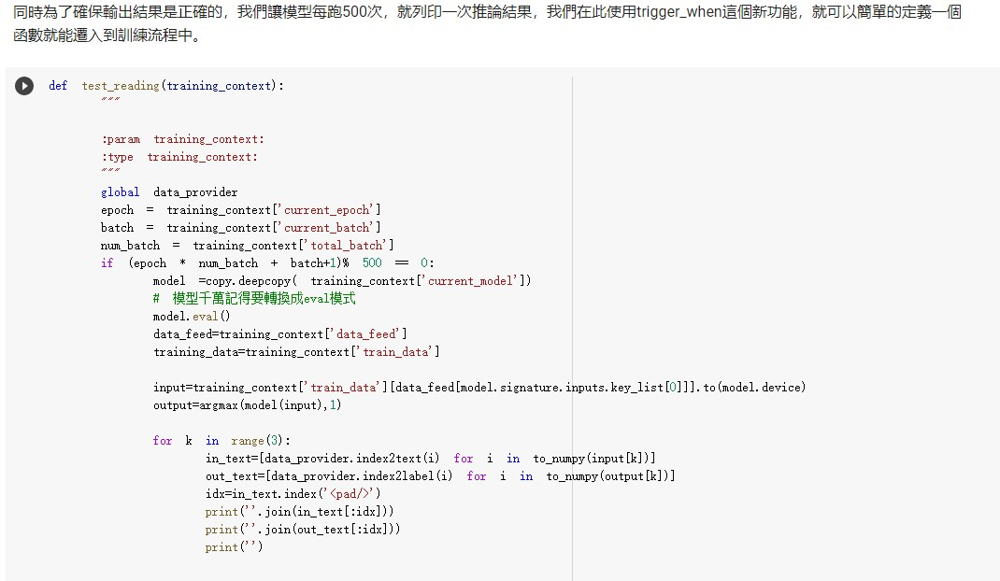 同時為了確保輸出結果是正確的，我們讓模型每跑500次，就列印一次推論結果，我們在此使用trigger_when這個新功能，就可以簡單的定義一個
函數就能遷入到訓練流程中。
def test_reading(training_context):
"""
:param training_context:
:type training_context:
"""
global data_provider
epoch = training_context['current_epoch']
batch = training_context['current_batch']
num_batch = training_context['total_batch']
if (epoch * num_batch + batch+1)% 500 == 0:
model =copy.deepcopy( training_context['current_model'])
# 模型千萬記得要轉換成eval模式
model.eval()
data_feed=training_context['data_feed']
training_data=training_context['train_data']
input=training_context['train_data'][data_feed[model.signature.inputs.key_list[0]]].to(model.device)
output=argmax(model(input),1)
for k in range(3):
in_text=[data_provider.index2text(i) for i in to_numpy(input[k])]
out_text=[data_provider.index2label(i) for i in to_numpy(output[k])]
idx=in_text.index('<pad/>')
print(''.join(in_text[:idx]))
print(''.join(out_text[:idx]))
print('')